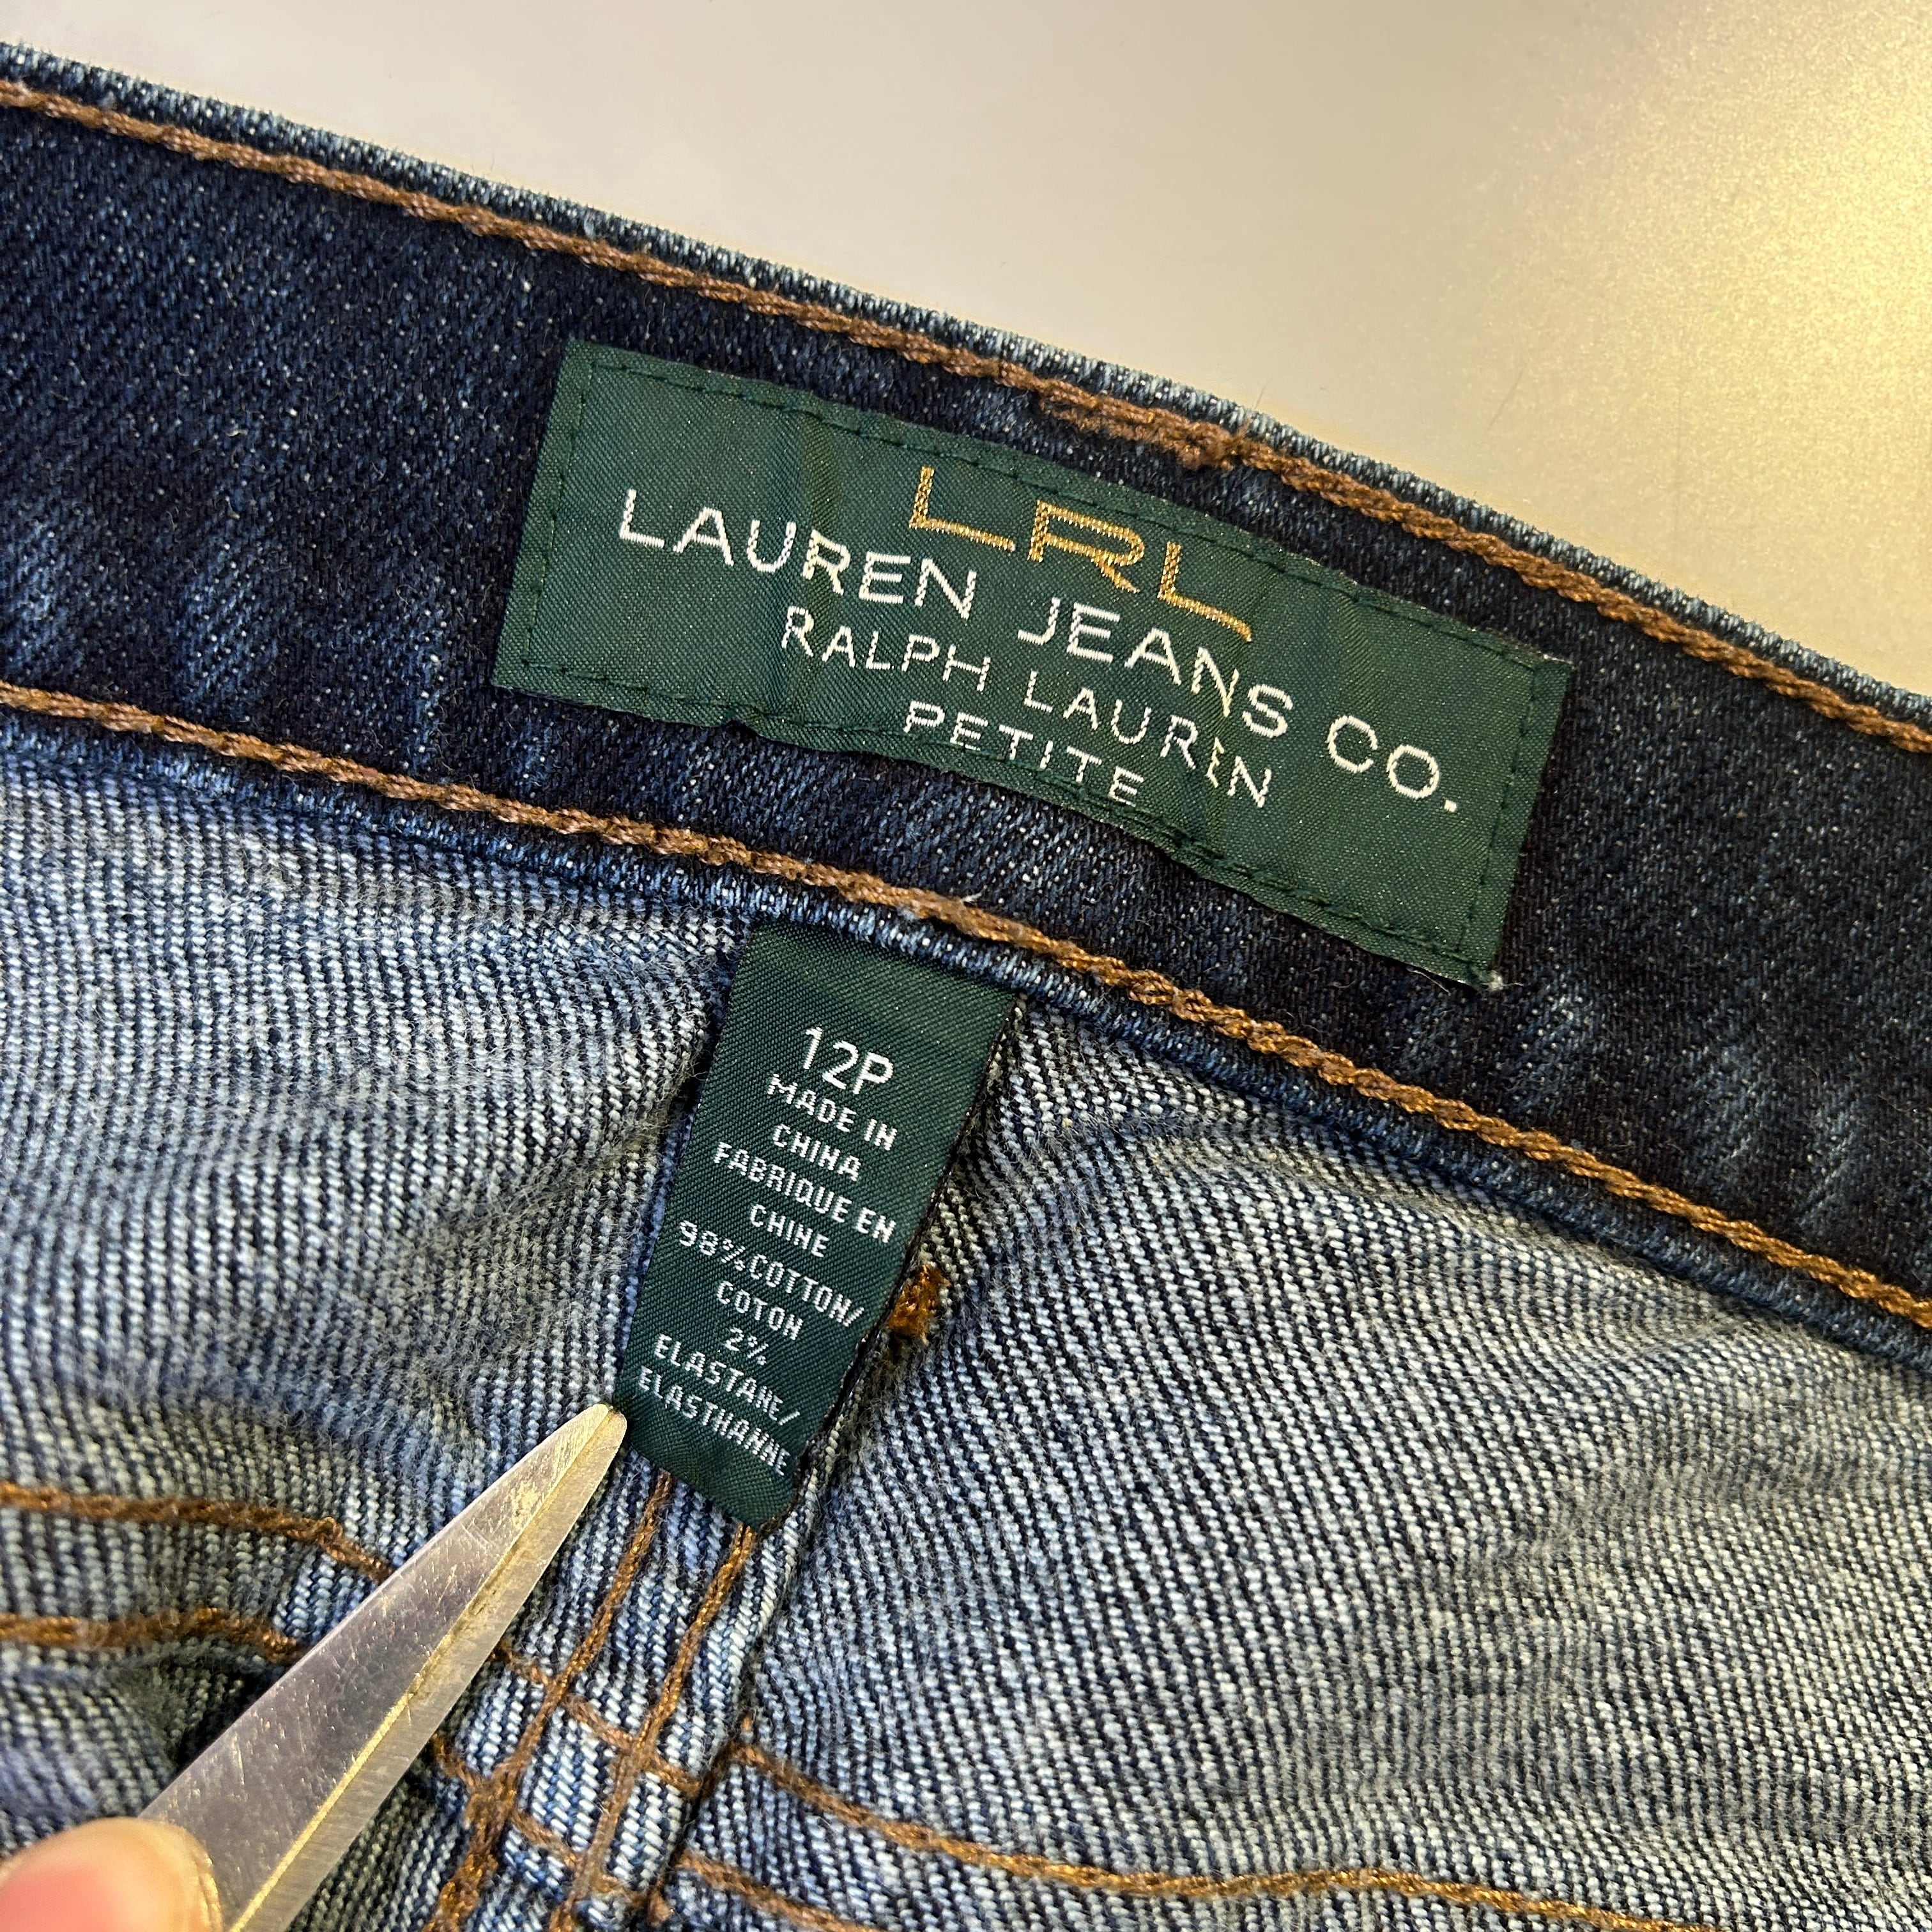 LRL
LAUREN JEANS CO.
RALPH LAUREN
PETITE
12P
MADE IN
CHINA
FABRIQUE EN
CHINE
98%COTTON/
COTON
2%
ELASTANE/
ELASTHANNE